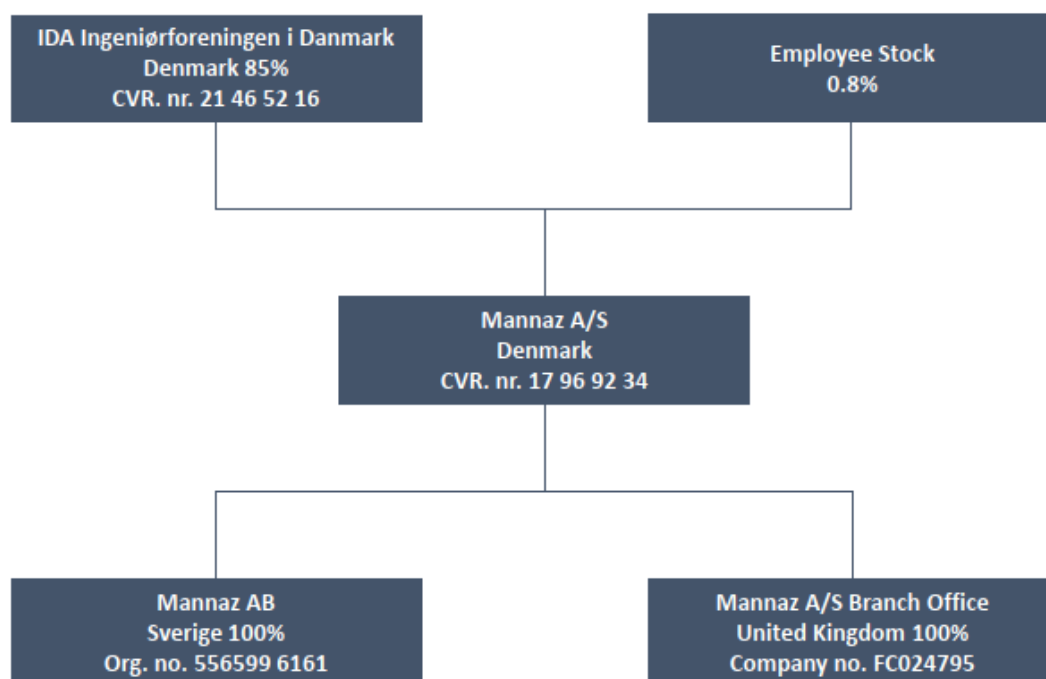 IDA Ingeniørforeningen i Danmark
Denmark 85%
CVR. nr. 21 46 52 16
Employee Stock
0.8%
Mannaz A/S
Denmark
CVR. nr. 17 96 92 34
Mannaz AB
Sverige 100%
Org. no. 556599 6161
Mannaz A/S Branch Office
United Kingdom 100%
Company no. FC024795